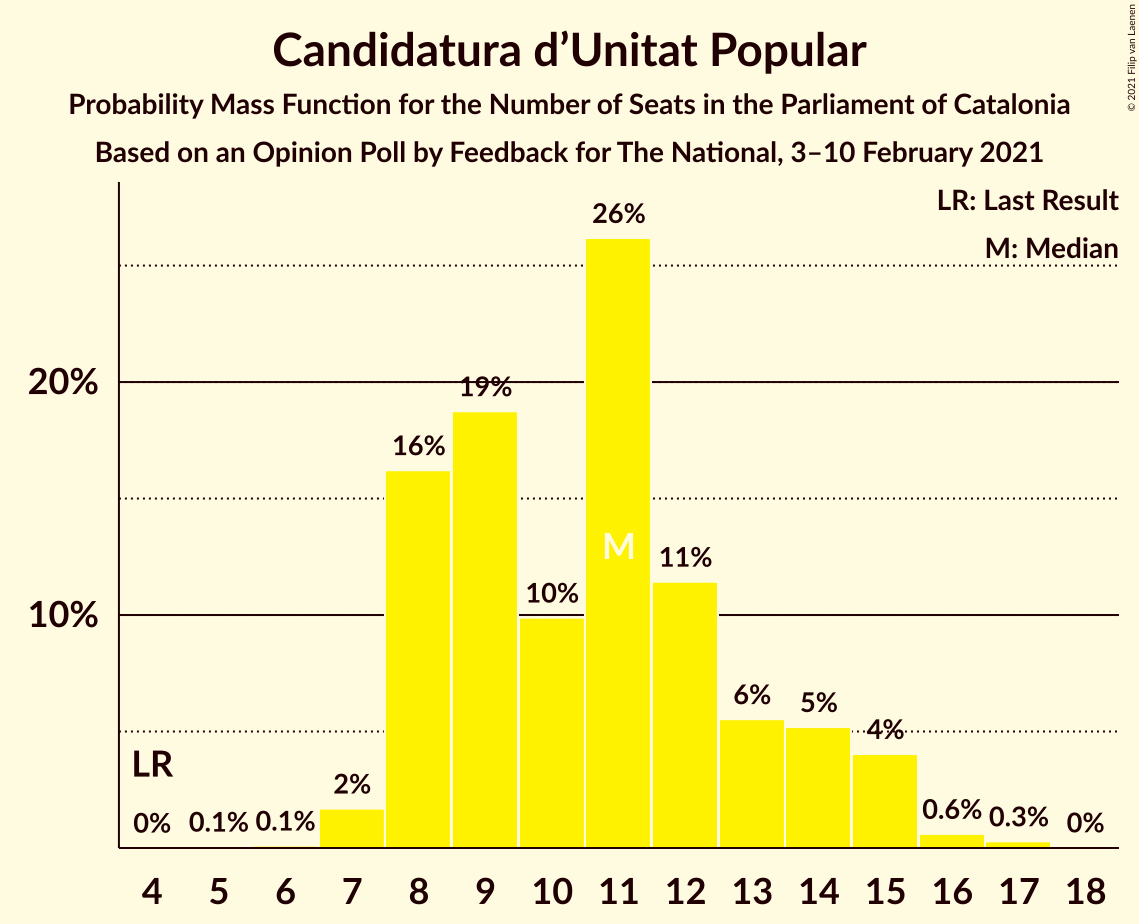 Candidatura d’Unitat Popular
Probability Mass Function for the Number of Seats in the Parliament of Catalonia
Based on an Opinion Poll by Feedback for The National, 3–10 February 2021
© 2021 Filip van Laenen
LR: Last Result
M: Median
26%
20%
19%
16%
M
11%
10%
10%
6%
5%
4%
LR
2%
0%
0.1%
0.1%
0.6%
0.3%
0%
4 5 6 7 8 9 10 11 12 13 14 15 16 17 18